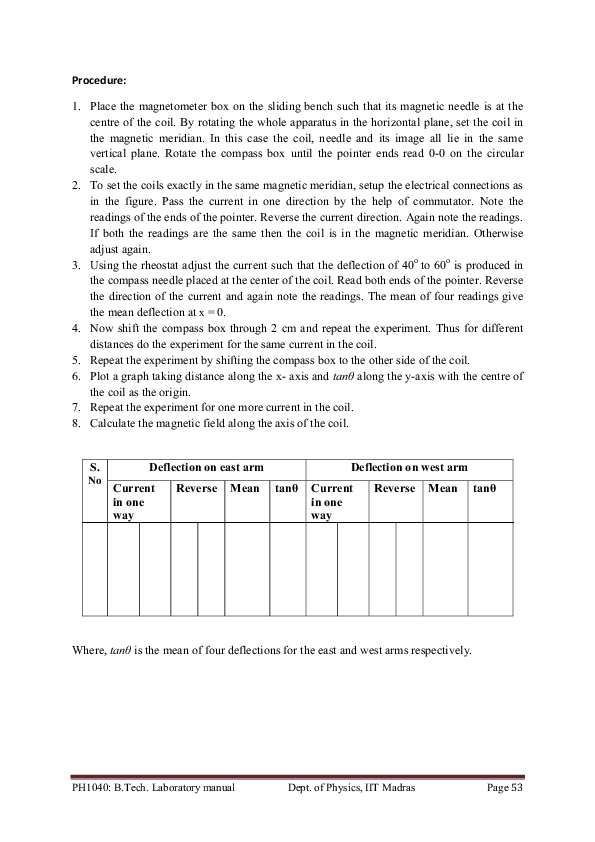 Procedure:
1. Place the magnetometer box on the sliding bench such that its magnetic needle is at the
centre of the coil. By rotating the whole apparatus in the horizontal plane, set the coil in
the magnetic meridian. In this case the coil, needle and its image all lie in the same
vertical plane. Rotate the compass box until the pointer ends read 0-0 on the circular
scale.
2. To set the coils exactly in the same magnetic meridian, setup the electrical connections as
in the figure. Pass the current in one direction by the help of commutator. Note the
readings of the ends of the pointer. Reverse the current direction. Again note the readings.
If both the readings are the same then the coil is in the magnetic meridian. Otherwise
adjust again.
3. Using the rheostat adjust the current such that the deflection of 40° to 60° is produced in
the compass needle placed at the center of the coil. Read both ends of the pointer. Reverse
the direction of the current and again note the readings. The mean of four readings give
the mean deflection at x = 0.
4. Now shift the compass box through 2 cm and repeat the experiment. Thus for different
distances do the experiment for the same current in the coil.
5. Repeat the experiment by shifting the compass box to the other side of the coil.
6. Plot a graph taking distance along the x- axis and tanθ along the y-axis with the centre of
the coil as the origin.
7. Repeat the experiment for one more current in the coil.
8. Calculate the magnetic field along the axis of the coil.
S. Deflection on east arm Deflection on west arm
No
Current Reverse Mean tanθ Current Reverse Mean tanθ
in one in one
way way
Where, tanθ is the mean of four deflections for the east and west arms respectively.
PH1040: B.Tech. Laboratory manual Dept. of Physics, IIT Madras Page 53